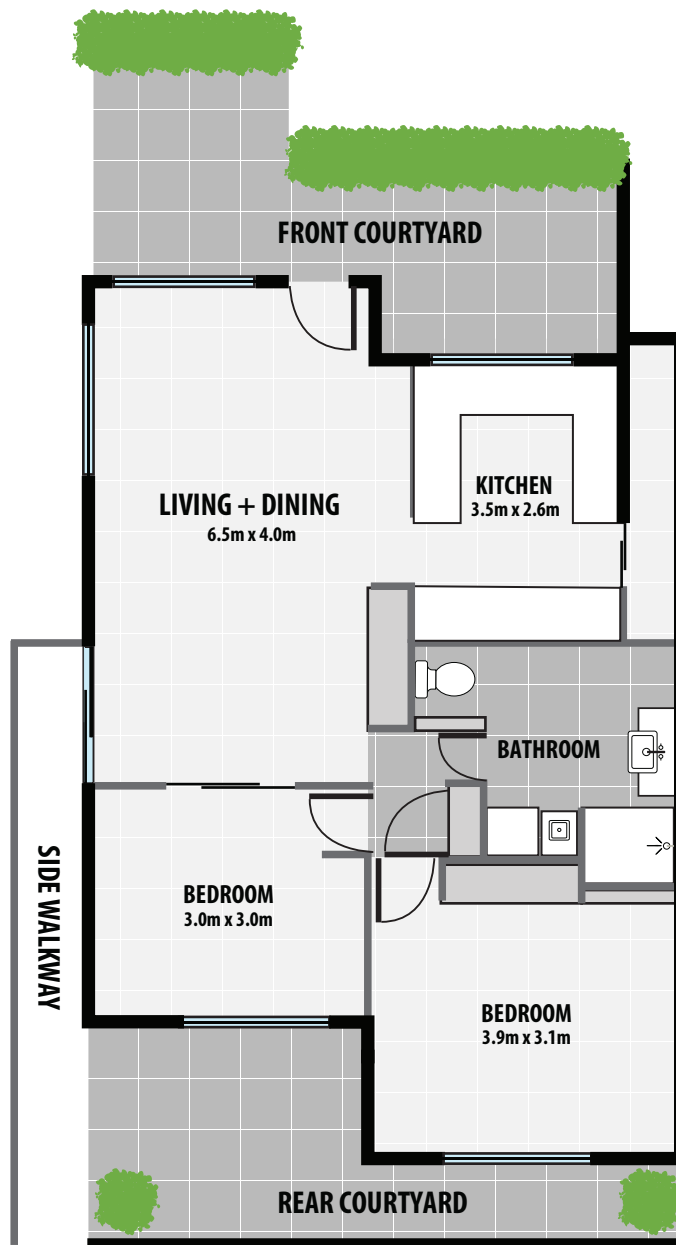 FRONT COURTYARD
LIVING + DINING
6.5m x 4.0m
KITCHEN
3.5m x 2.6m
BATHROOM
BEDROOM
3.0m x 3.0m
SIDE WALKWAY
BEDROOM
3.9m x 3.1m
REAR COURTYARD